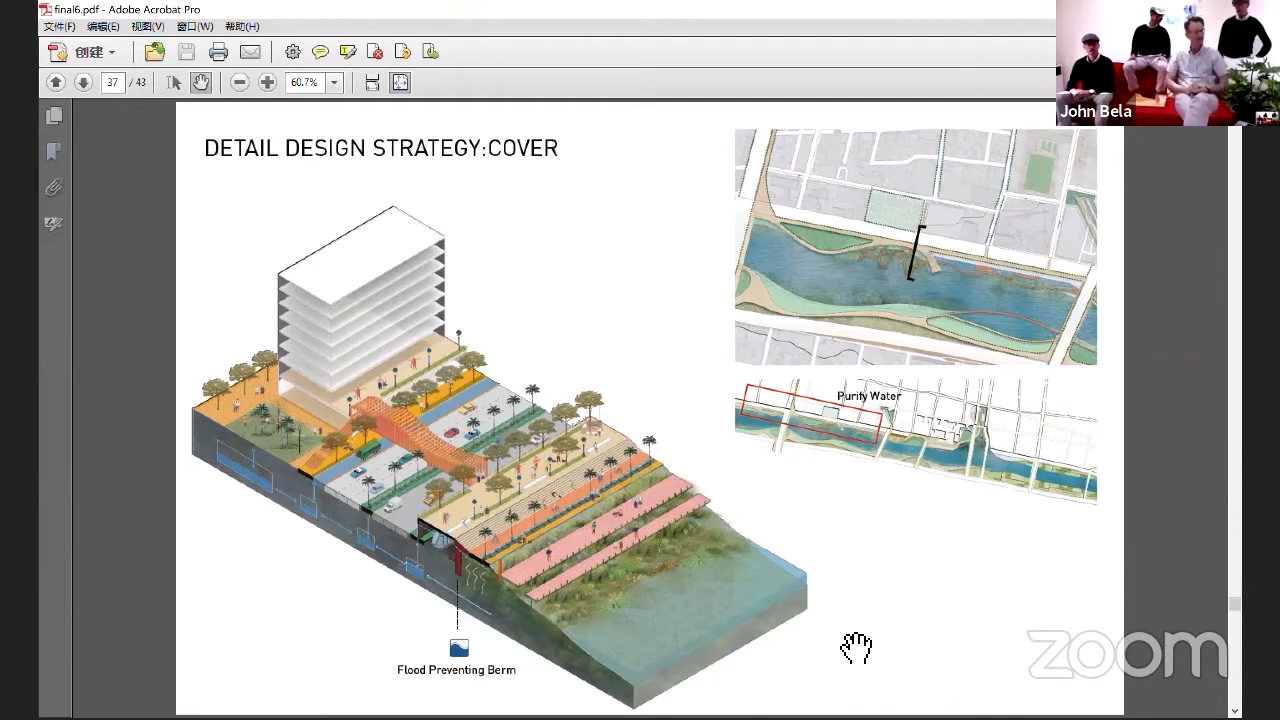 final6.pdf - Adobe Acrobat Pro
文件(F) 编辑(E) 视图(V) 窗口(W) 帮助(H)
创建
37 / 43 60.7%
John Bela
DETAIL DESIGN STRATEGY:COVER
Purify Water
Flood Preventing Berm
zoom